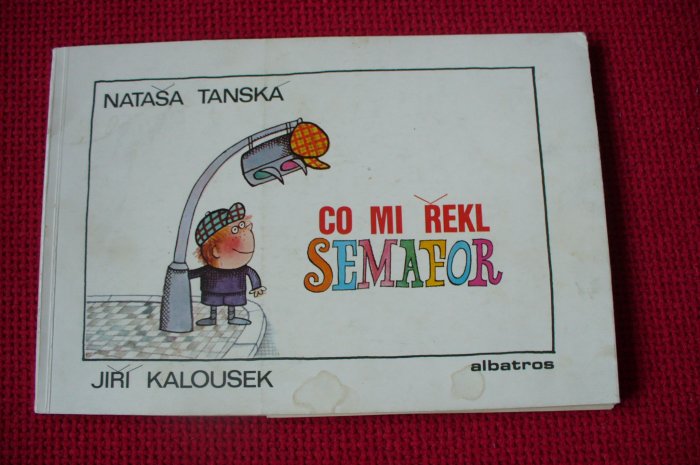 NATAŠA TANSKÁ
CO MI ŘEKL
SEMAFOR
albatros
JIŘÍ KALOUSEK